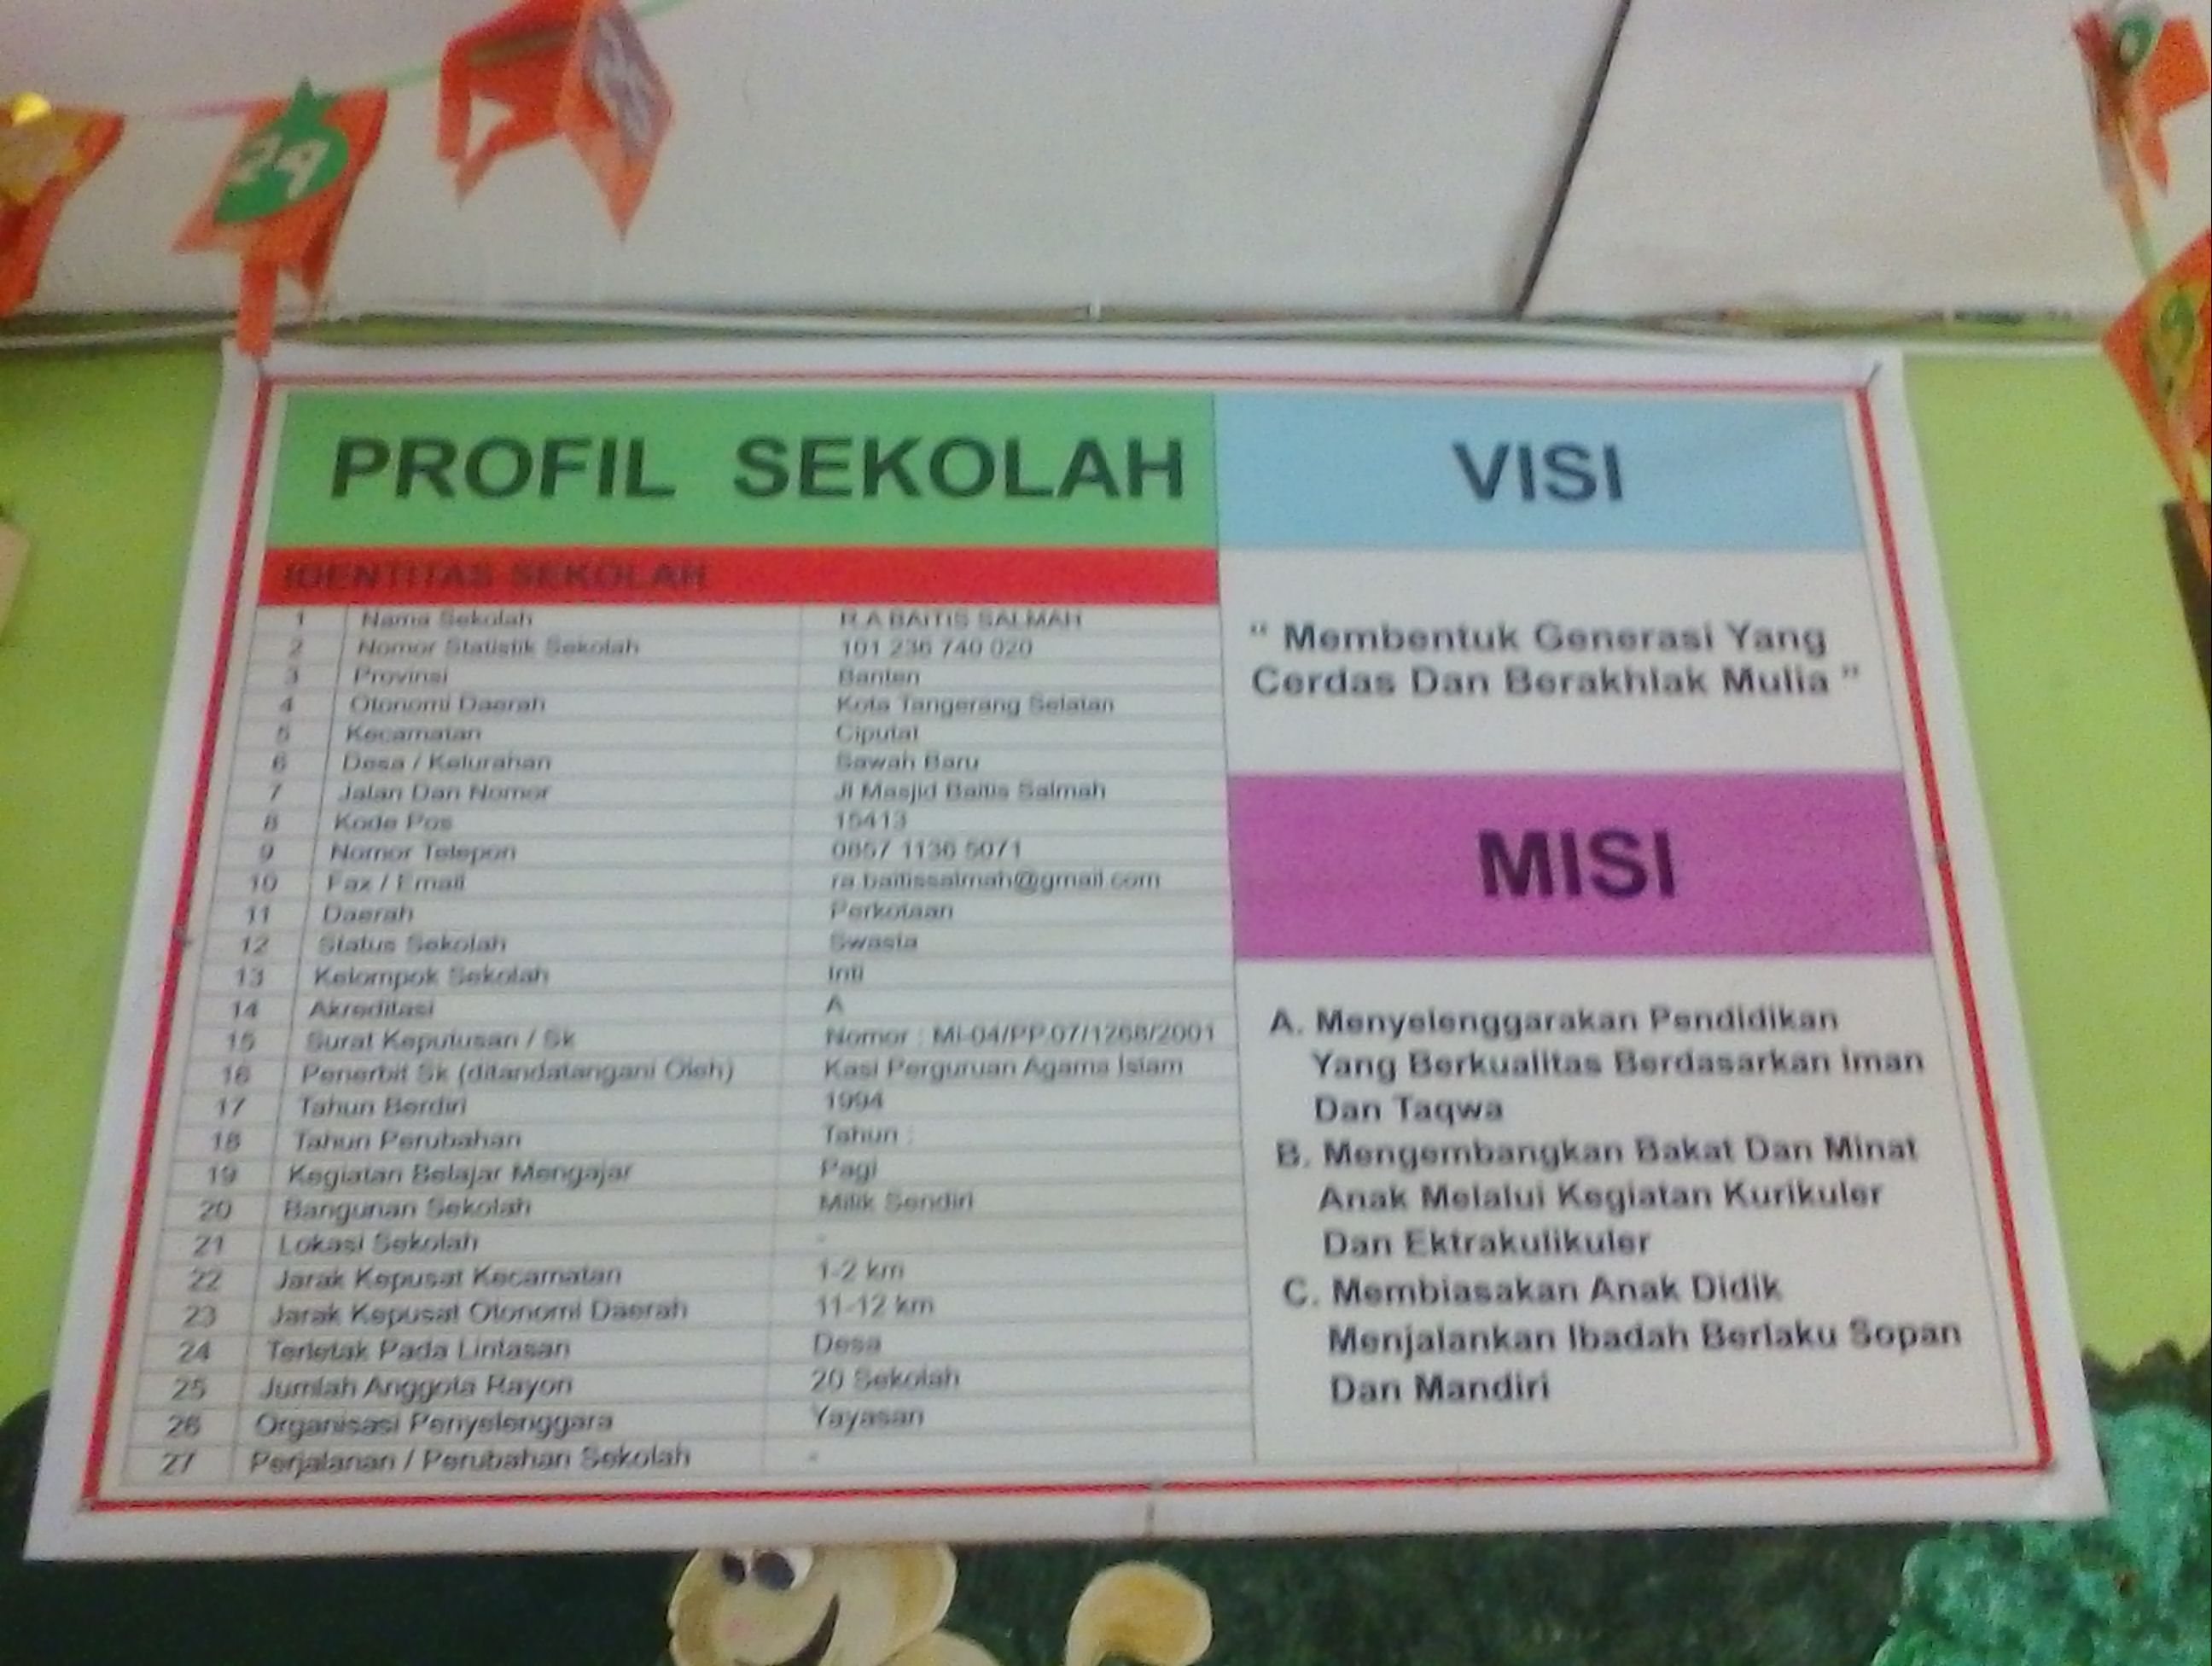 29
PROFIL SEKOLAH
IDENTITAS SEKOLAH
1 Nama Sekolah R.A BAITIS SALMAH
2 Nomor Statistik Sekolah 101 236 740 020
3 Provinsi Banten
4 Otonomi Daerah Kota Tangerang Selatan
5 Kecamatan Ciputat
6 Desa / Kelurahan Sawah Baru
7 Jalan Dan Nomor Jl Masjid Baitis Salmah
8 Kode Pos 15413
9 Nomor Telepon 0857 1136 5071
10 Fax / Email ra.baitissalmah@gmail.com
11 Daerah Perkotaan
12 Status Sekolah Swasta
13 Kelompok Sekolah Inti
14 Akreditasi A
15 Surat Keputusan / Sk Nomor : MI-04/PP.07/1268/2001
16 Penerbit Sk (ditandatangani Oleh) Kasi Perguruan Agama Islam
17 Tahun Berdiri 1994
18 Tahun Perubahan Tahun :
19 Kegiatan Belajar Mengajar Pagi
20 Bangunan Sekolah Milik Sendiri
21 Lokasi Sekolah -
22 Jarak Kepusat Kecamatan 1-2 km
23 Jarak Kepusat Otonomi Daerah 11-12 km
24 Terletak Pada Lintasan Desa
25 Jumlah Anggota Rayon 20 Sekolah
26 Organisasi Penyelenggara Yayasan
27 Perjalanan / Perubahan Sekolah -
VISI
" Membentuk Generasi Yang
Cerdas Dan Berakhlak Mulia "
MISI
A. Menyelenggarakan Pendidikan
Yang Berkualitas Berdasarkan Iman
Dan Taqwa
B. Mengembangkan Bakat Dan Minat
Anak Melalui Kegiatan Kurikuler
Dan Ektrakulikuler
C. Membiasakan Anak Didik
Menjalankan Ibadah Berlaku Sopan
Dan Mandiri